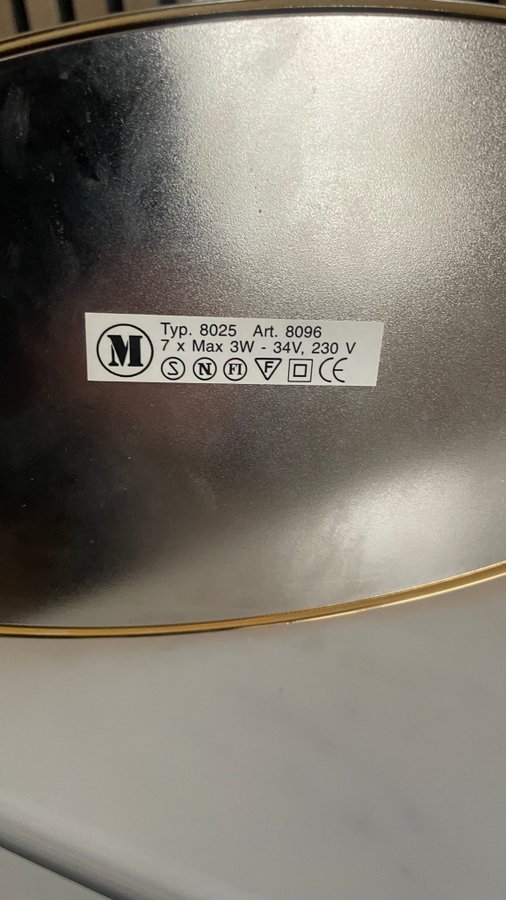 M
Typ. 8025 Art. 8096
7 x Max 3W - 34V, 230 V
S N FI F CE